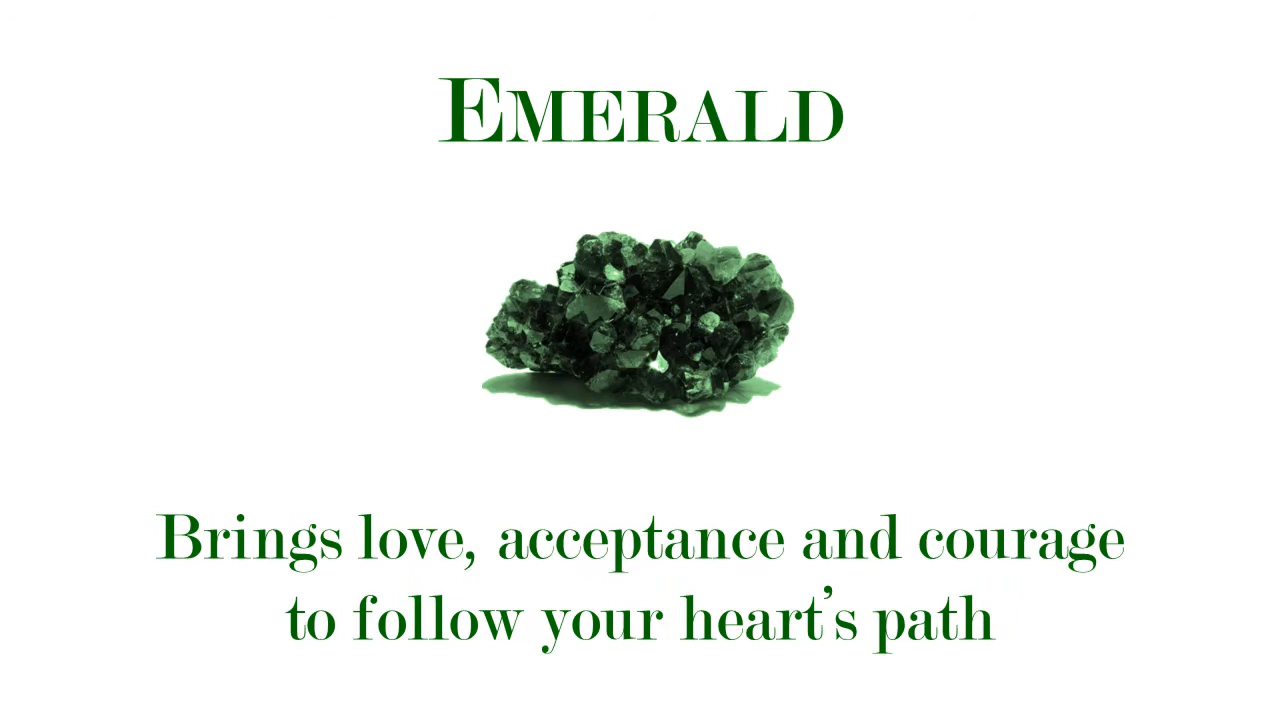 EMERALD
Brings love, acceptance and courage
to follow your heart’s path